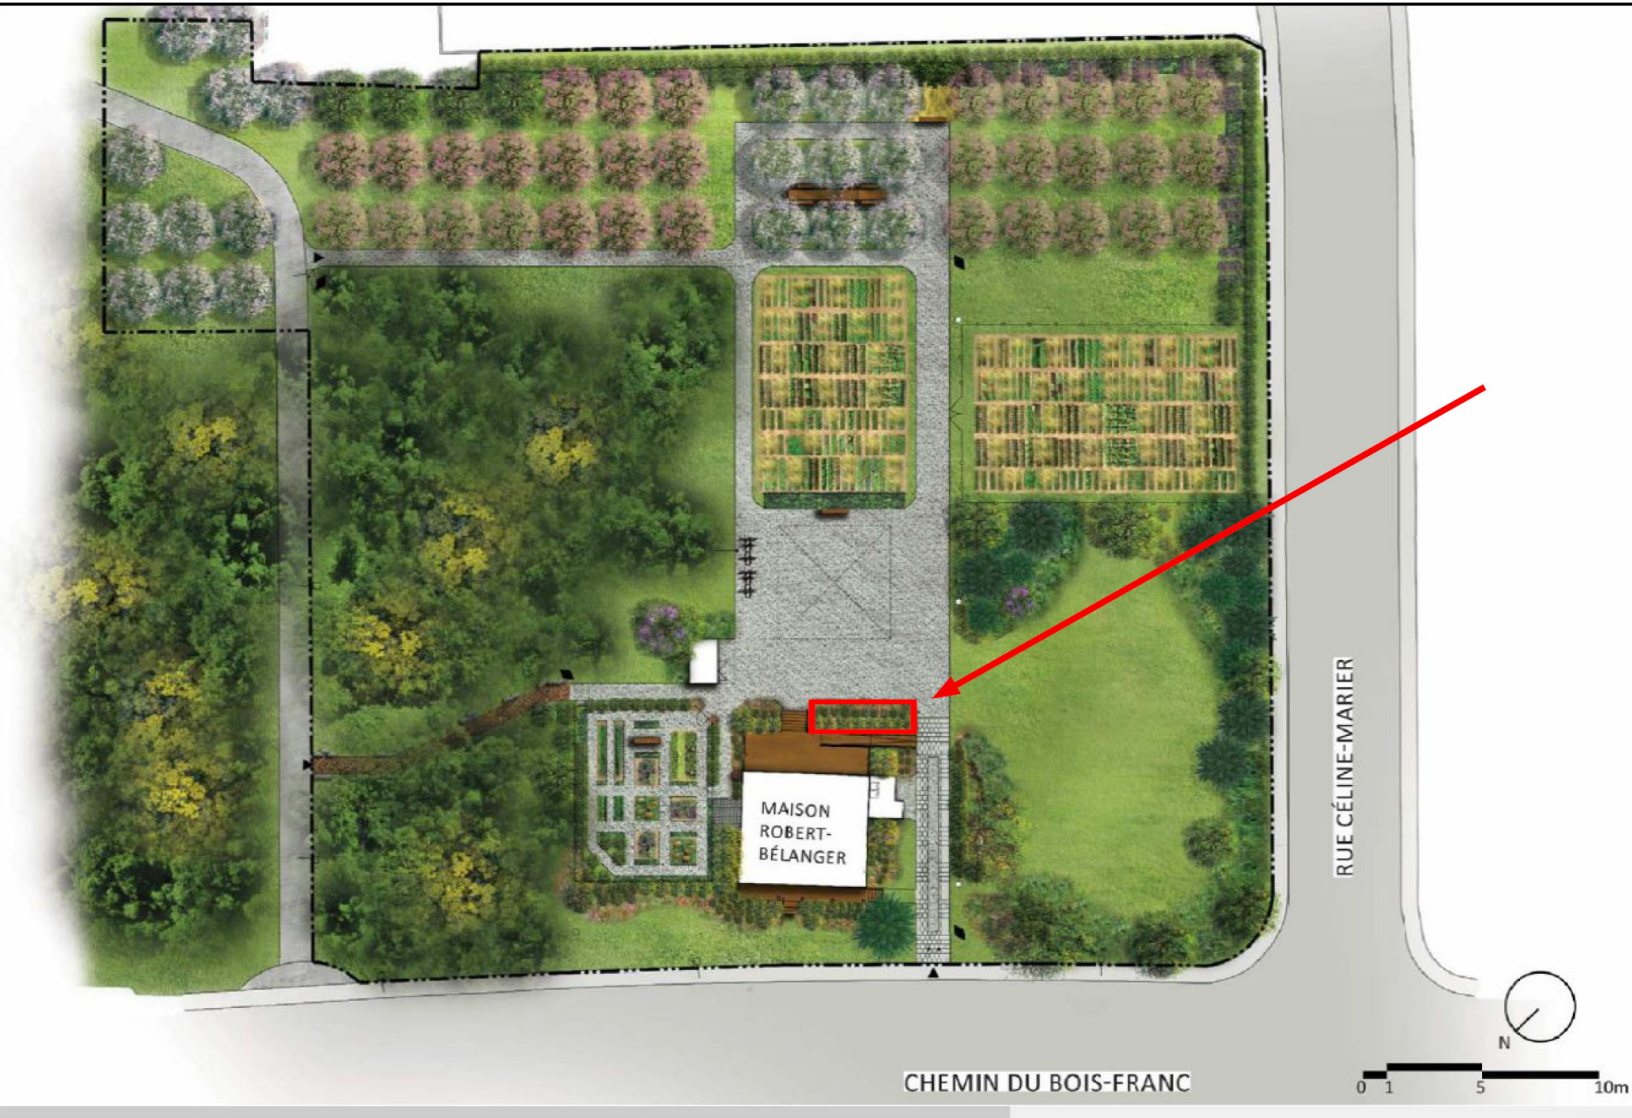 MAISON
ROBERT-
BÉLANGER
RUE CÉLINE-MARIER
N
CHEMIN DU BOIS-FRANC
0 1 5 10m